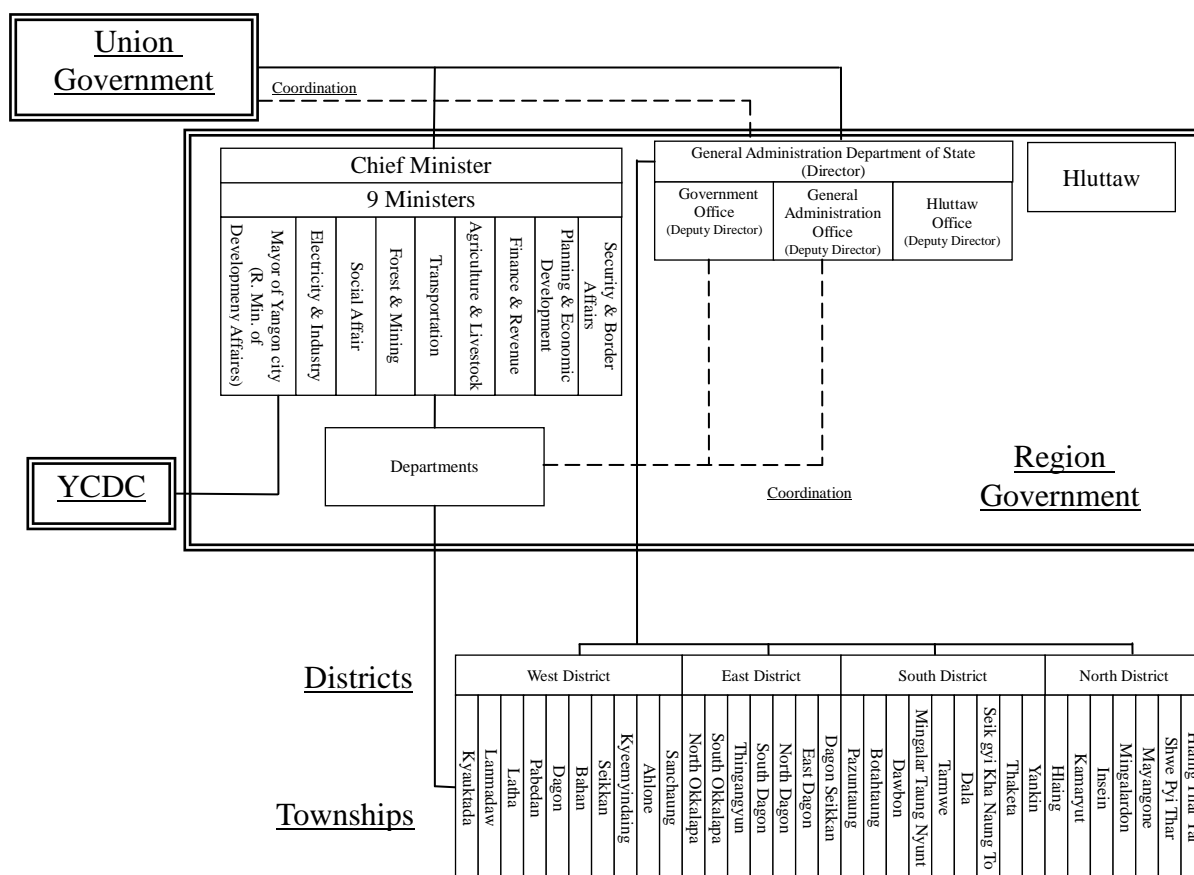 Union
Government
Coordination
Chief Minister
9 Ministers
Mayor of Yangon city
(R. Min. of
Developmeny Affaires)
Electricity & Industry
Social Affair
Forest & Mining
Transportation
Agriculture & Livestock
Finance & Revenue
Planning & Economic
Development
Security & Border
Affairs
General Administration Department of State
(Director)
Government
Office
(Deputy Director)
General
Administration
Office
(Deputy Director)
Hluttaw
Office
(Deputy Director)
Hluttaw
Departments
YCDC
Coordination
Region
Government
Districts
West District
East District
South District
North District
Townships
Kyauktada
Lanmadaw
Latha
Pabedan
Dagon
Bahan
Seikkan
Kyeemyindaing
Ahlone
Sanchaung
North Okkalapa
South Okkalapa
Thingangyun
South Dagon
North Dagon
East Dagon
Dagon Seikkan
Pazuntaung
Botahtaung
Dawbon
Mingalar Taung Nyunt
Tarmwe
Dala
Seik gyi Kha Naung To
Thaketa
Yankin
Hlaing
Kamaryut
Insein
Mingalardon
Mayangone
Shwe Pyi Thar
Hlaing Thar Yar